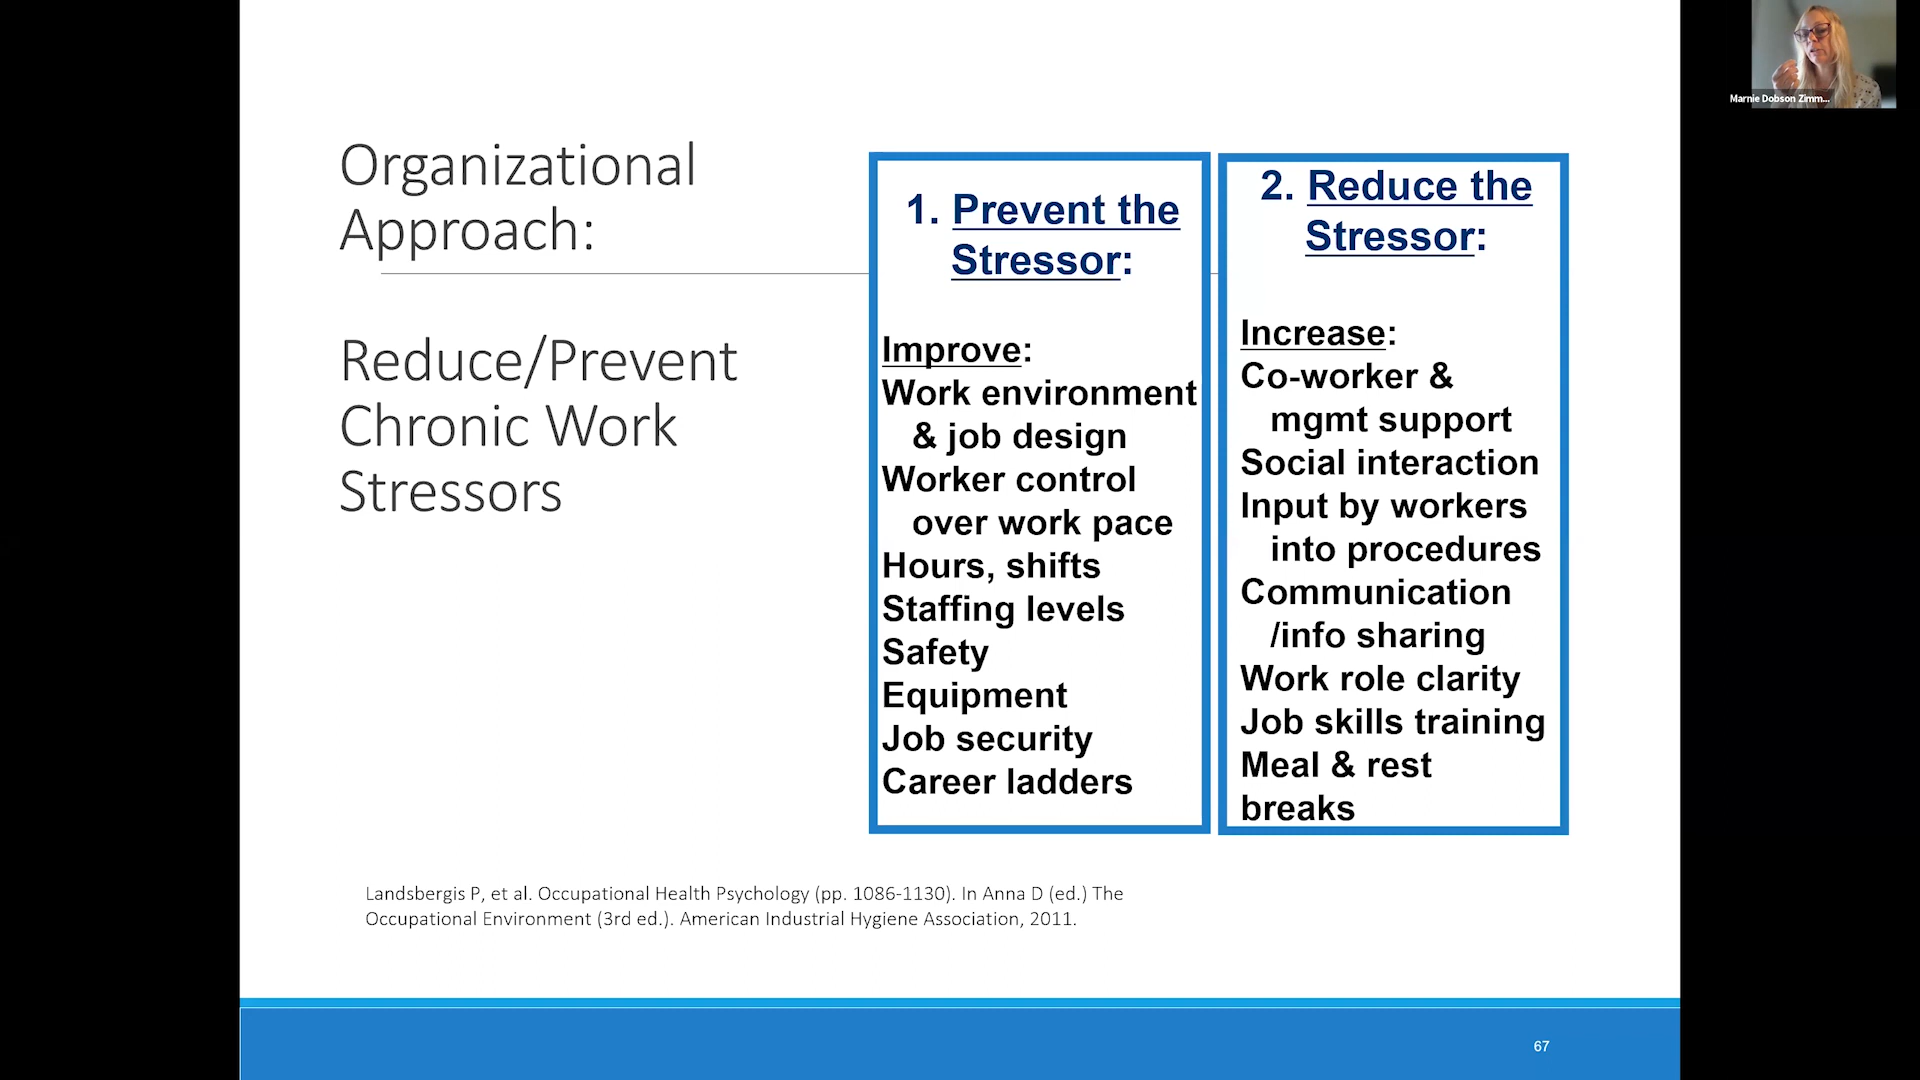 Organizational
Approach:
Reduce/Prevent
Chronic Work
Stressors
1. Prevent the
Stressor:
Improve:
Work environment
& job design
Worker control
over work pace
Hours, shifts
Staffing levels
Safety
Equipment
Job security
Career ladders
2. Reduce the
Stressor:
Increase:
Co-worker &
mgmt support
Social interaction
Input by workers
into procedures
Communication
/info sharing
Work role clarity
Job skills training
Meal & rest
breaks
Landsbergis P, et al. Occupational Health Psychology (pp. 1086-1130). In Anna D (ed.) The
Occupational Environment (3rd ed.). American Industrial Hygiene Association, 2011.
67
Marnie Dobson Zimm...